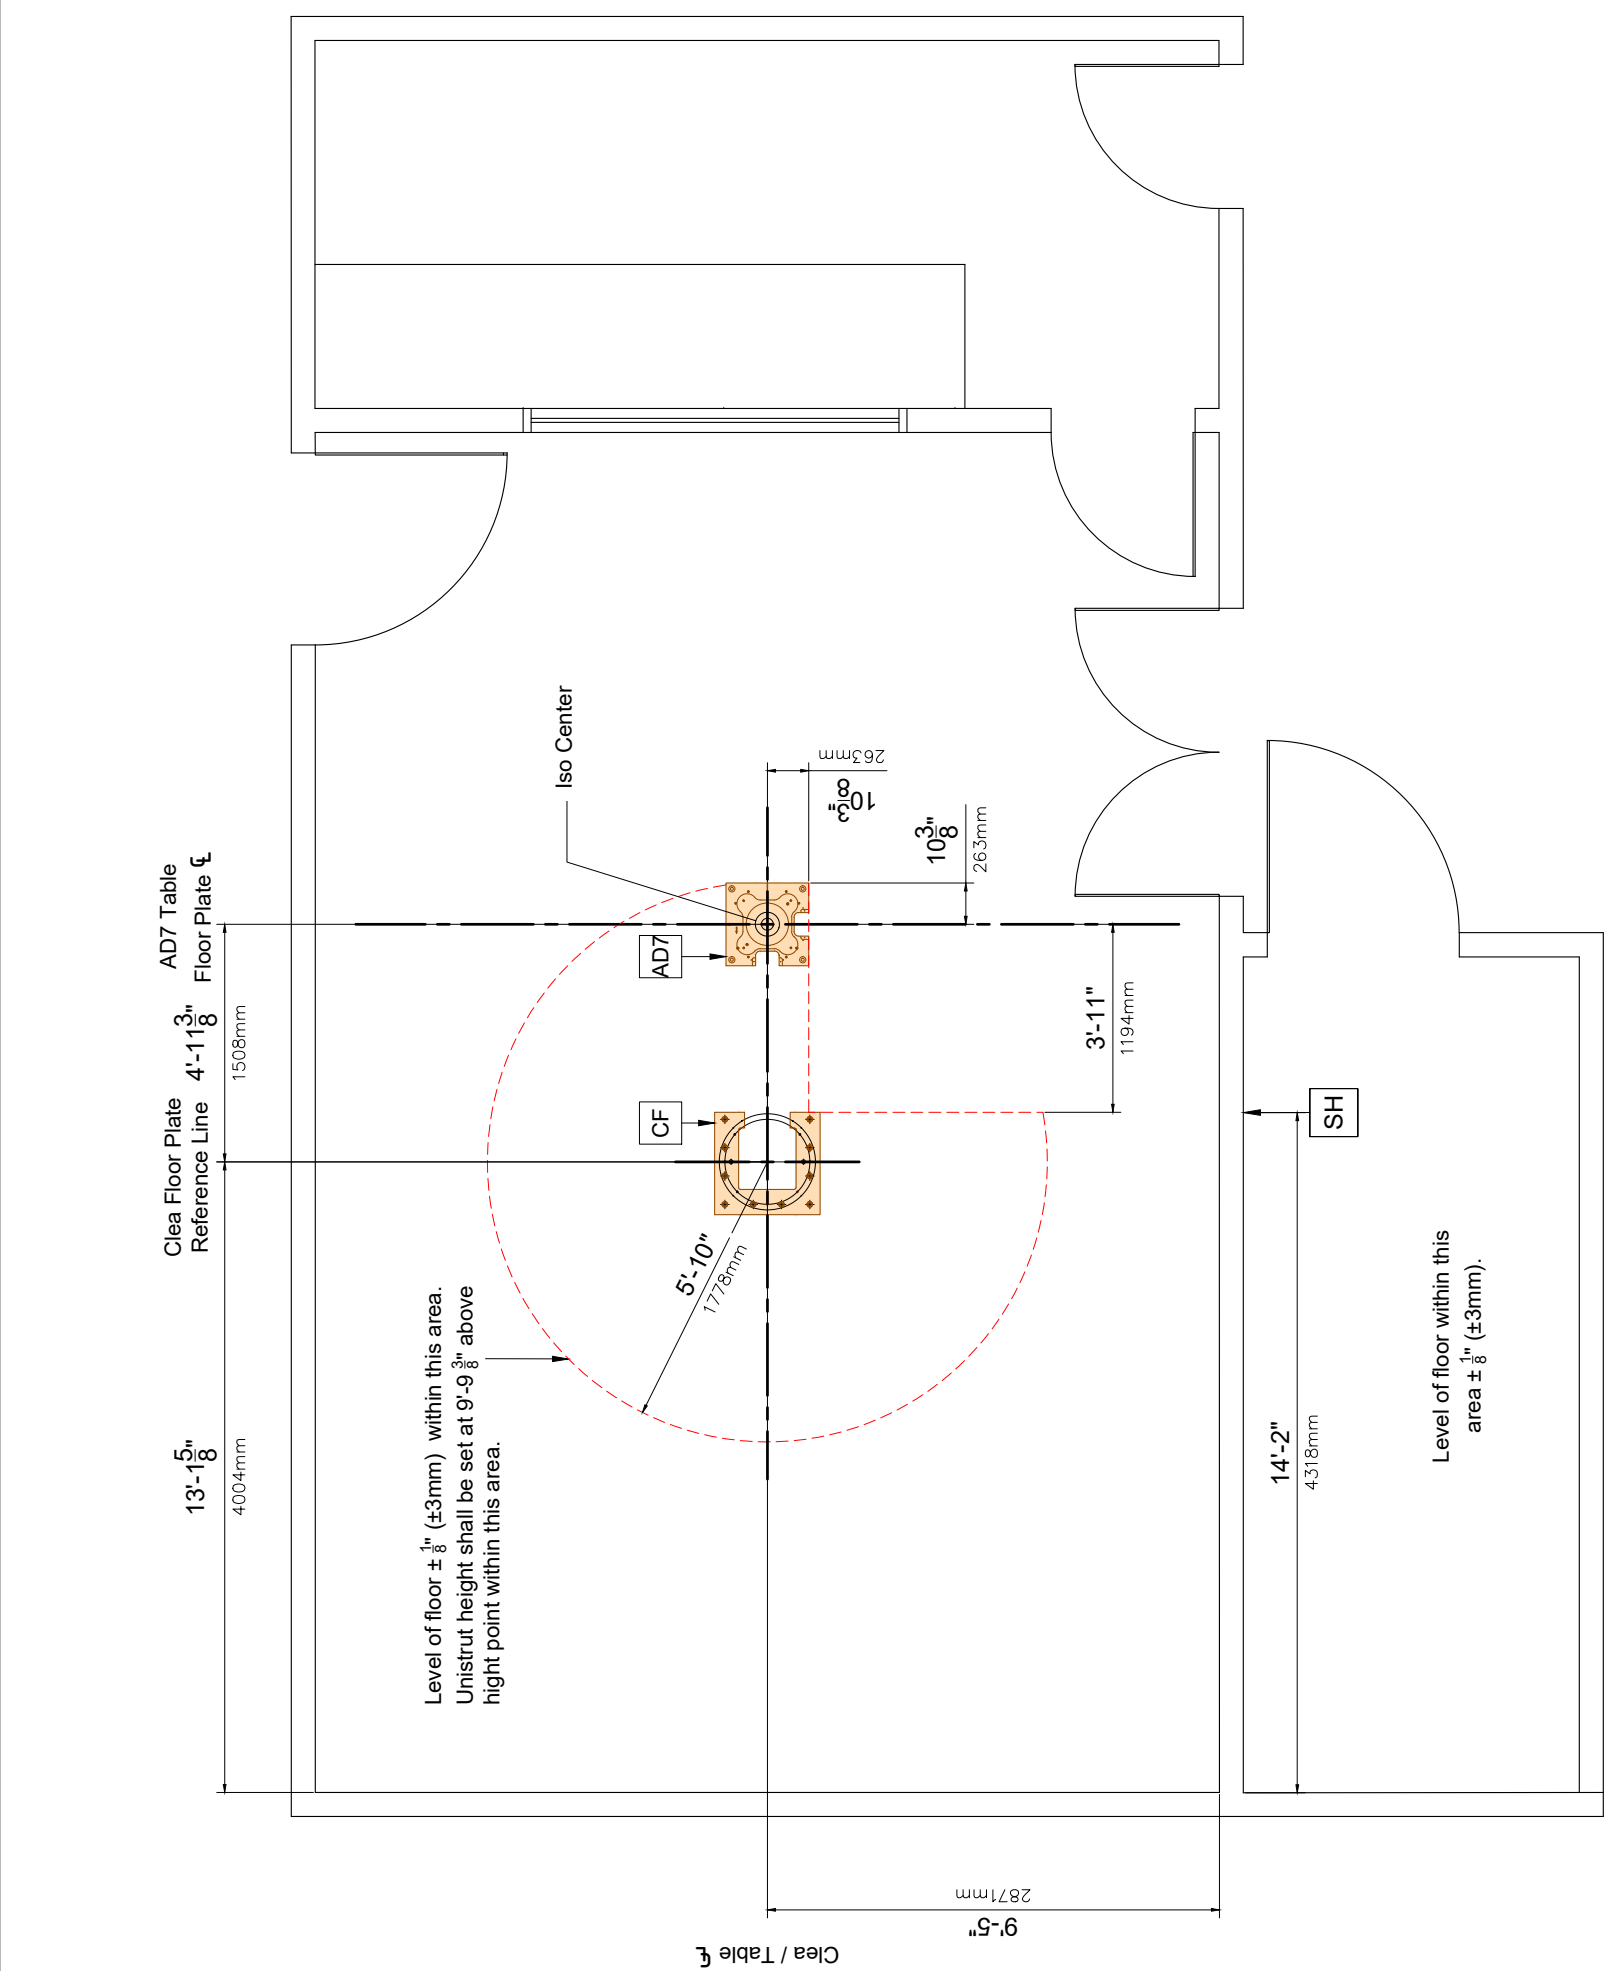 AD7 Table
Floor Plate ℄
Clea Floor Plate
Reference Line
4'-11 3/8"
1508mm
13'-1 5/8"
4004mm
Iso Center
263mm
10 3/8"
10 3/8"
263mm
AD7
CF
3'-11"
1194mm
5'-10"
1778mm
Level of floor ± 1/8" (±3mm) within this area.
Unistrut height shall be set at 9'-9 3/8" above
hight point within this area.
SH
14'-2"
4318mm
Level of floor within this
area ± 1/8" (±3mm).
2871mm
9'-5"
Clea / Table ℄